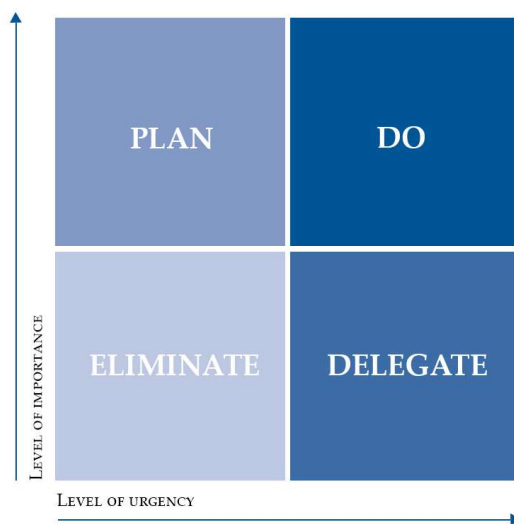 PLAN
DO
ELIMINATE
DELEGATE
LEVEL OF IMPORTANCE
LEVEL OF URGENCY